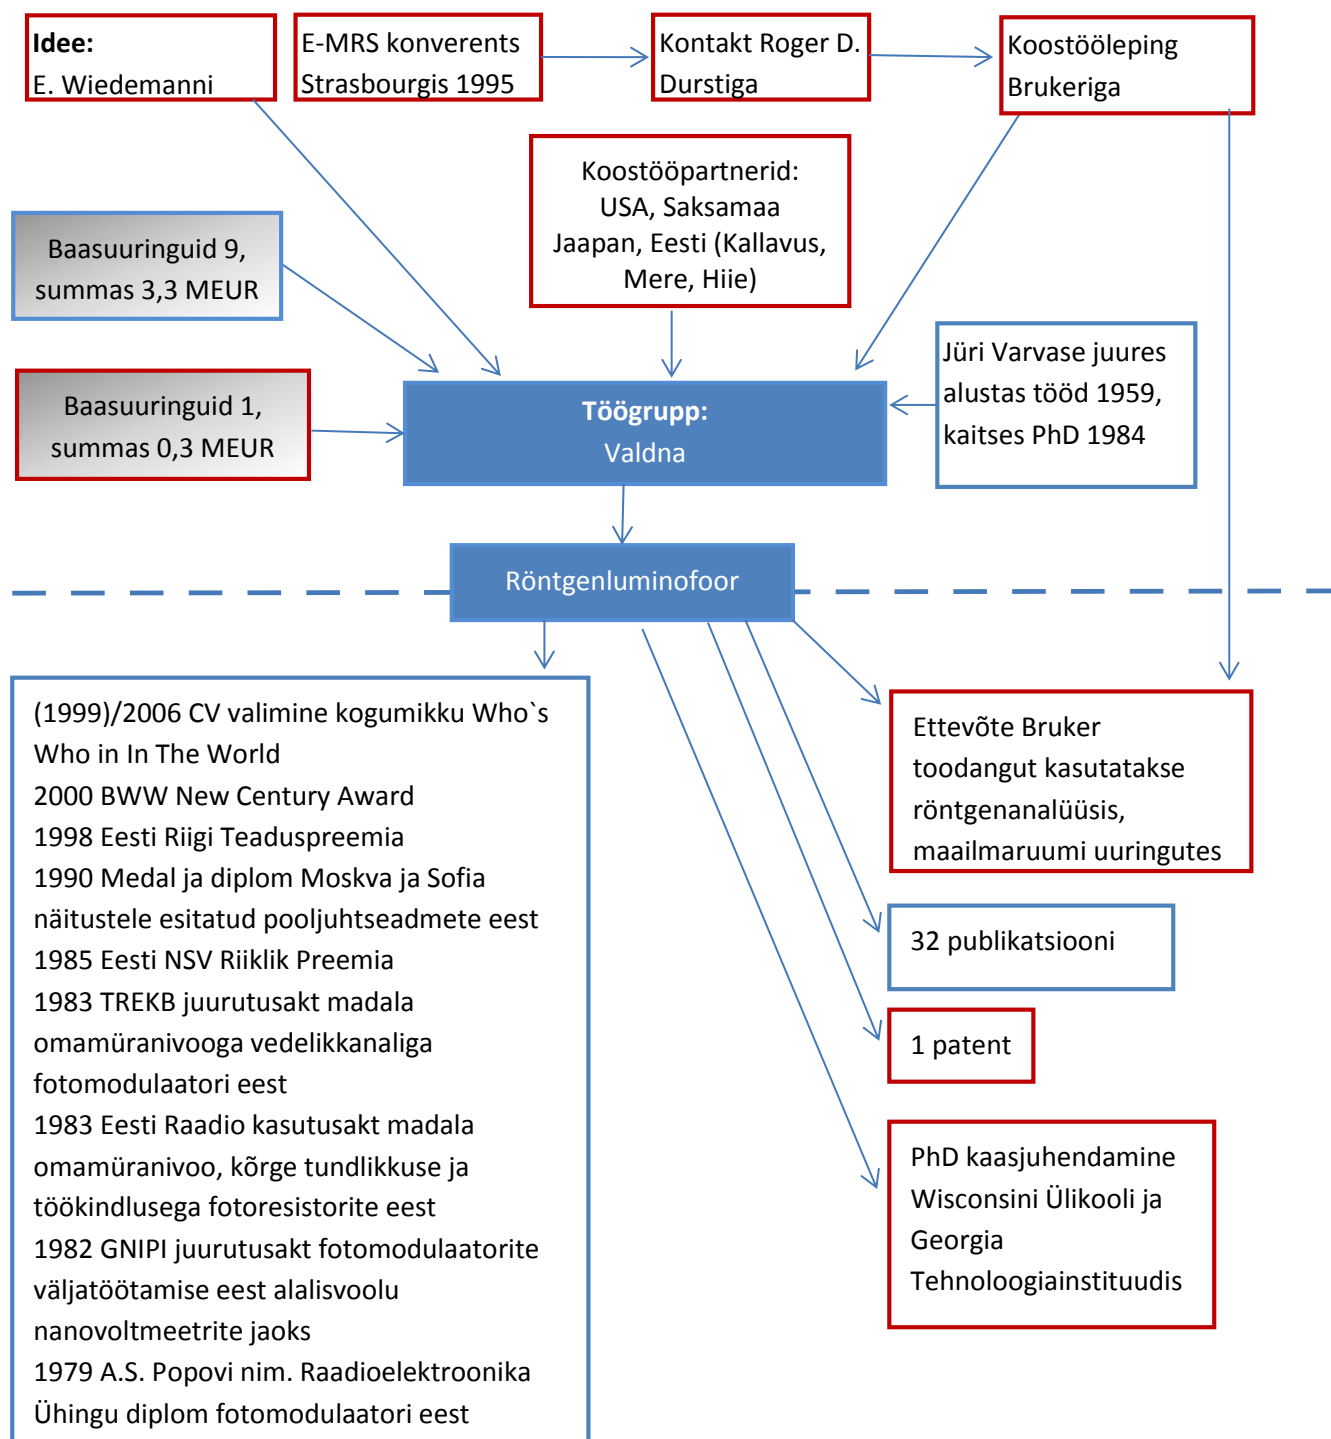 Idee:
E. Wiedemanni
E-MRS konverents
Strasbourgis 1995
Kontakt Roger D.
Durstiga
Koostööleping
Brukeriga
Koostööpartnerid:
USA, Saksamaa
Jaapan, Eesti (Kallavus,
Mere, Hiie)
Baasuuringuid 9,
summas 3,3 MEUR
Baasuuringuid 1,
summas 0,3 MEUR
Töögrupp:
Valdna
Jüri Varvase juures
alustas tööd 1959,
kaitses PhD 1984
Röntgenluminofoor
(1999)/2006 CV valimine kogumikku Who`s
Who in In The World
2000 BWW New Century Award
1998 Eesti Riigi Teaduspreemia
1990 Medal ja diplom Moskva ja Sofia
näitustele esitatud pooljuhtseadmete eest
1985 Eesti NSV Riiklik Preemia
1983 TREKB juurutusakt madala
omamüranivooga vedelikkanaliga
fotomodulaatori eest
1983 Eesti Raadio kasutusakt madala
omamüranivoo, kõrge tundlikkuse ja
töökindlusega fotoresistorite eest
1982 GNIPI juurutusakt fotomodulaatorite
väljatöötamise eest alalisvoolu
nanovoltmeetrite jaoks
1979 A.S. Popovi nim. Raadioelektroonika
Ühingu diplom fotomodulaatori eest
Ettevõte Bruker
toodangut kasutatakse
röntgenanalüüsis,
maailmaruumi uuringutes
32 publikatsiooni
1 patent
PhD kaasjuhendamine
Wisconsini Ülikooli ja
Georgia
Tehnoloogiainstituudis